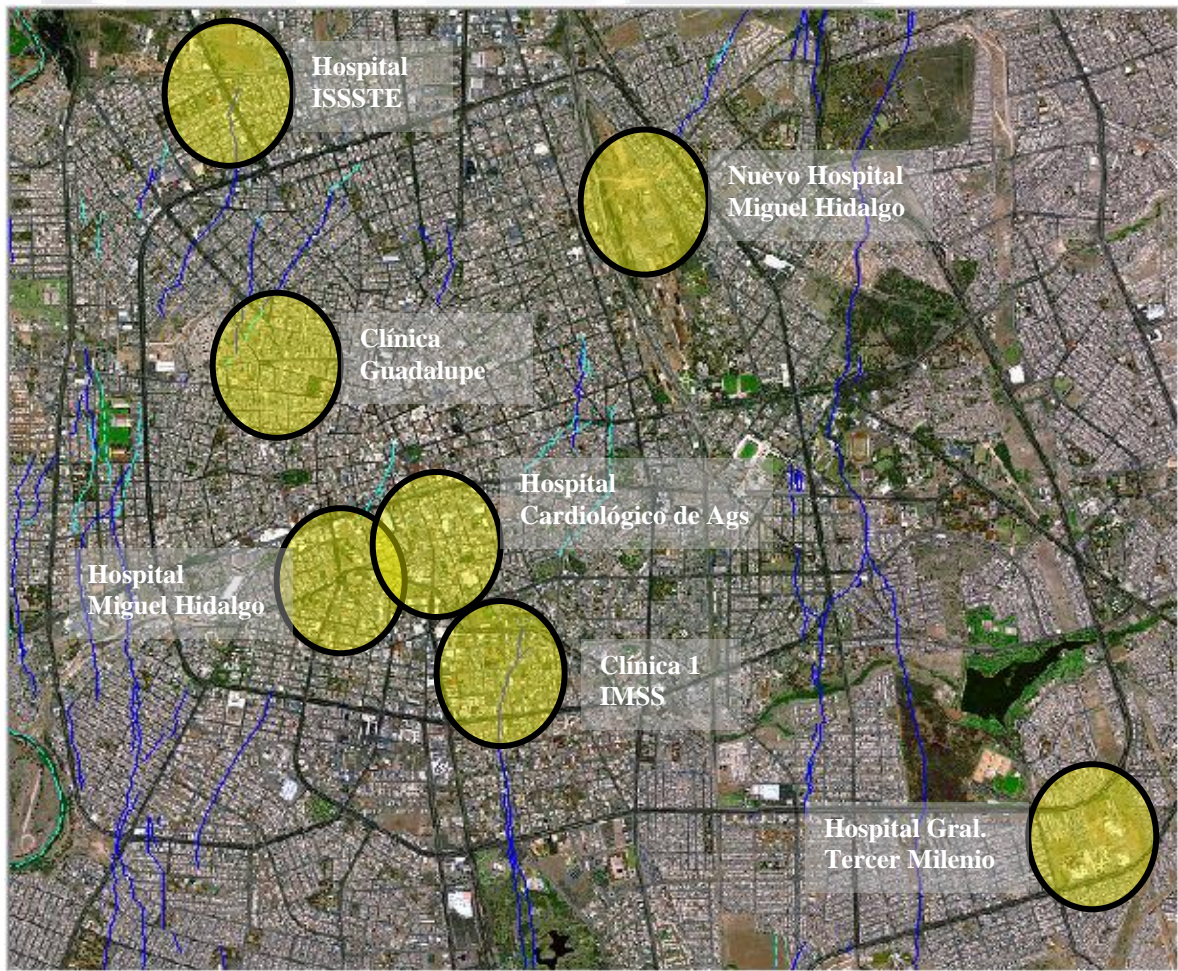 Hospital
ISSSTE
Nuevo Hospital
Miguel Hidalgo
Clínica
Guadalupe
Hospital
Cardiológico de Ags
Hospital
Miguel Hidalgo
Clínica 1
IMSS
Hospital Gral.
Tercer Milenio